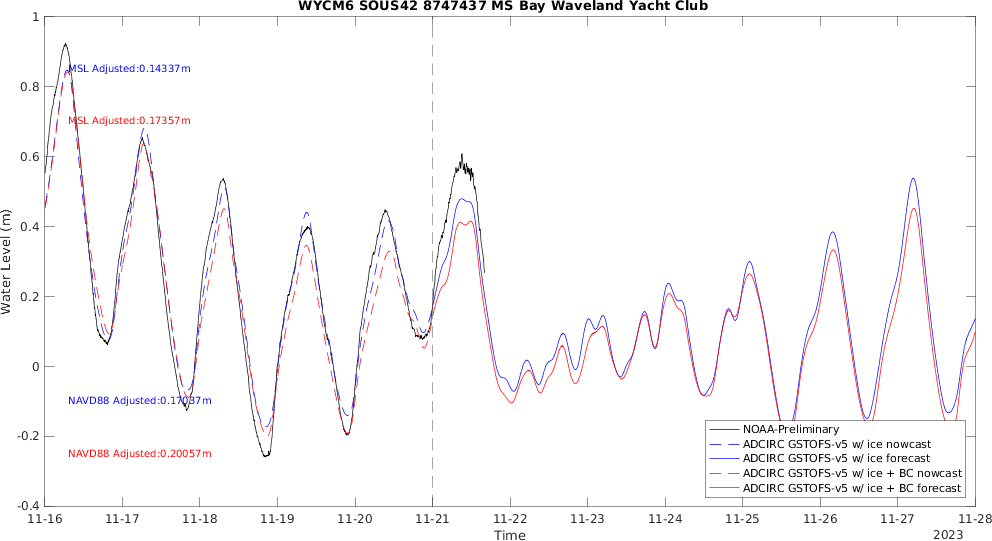 WYCM6 SOUS42 8747437 MS Bay Waveland Yacht Club
Water Level (m)
1
0.8
0.6
0.4
0.2
0
-0.2
-0.4
MSL Adjusted:0.14337m
MSL Adjusted:0.17357m
NAVD88 Adjusted:0.17037m
NAVD88 Adjusted:0.20057m
NOAA-Preliminary
ADCIRC GSTOFS-v5 w/ ice nowcast
ADCIRC GSTOFS-v5 w/ ice forecast
ADCIRC GSTOFS-v5 w/ ice + BC nowcast
ADCIRC GSTOFS-v5 w/ ice + BC forecast
11-16 11-17 11-18 11-19 11-20 11-21 11-22 11-23 11-24 11-25 11-26 11-27 11-28
Time
2023